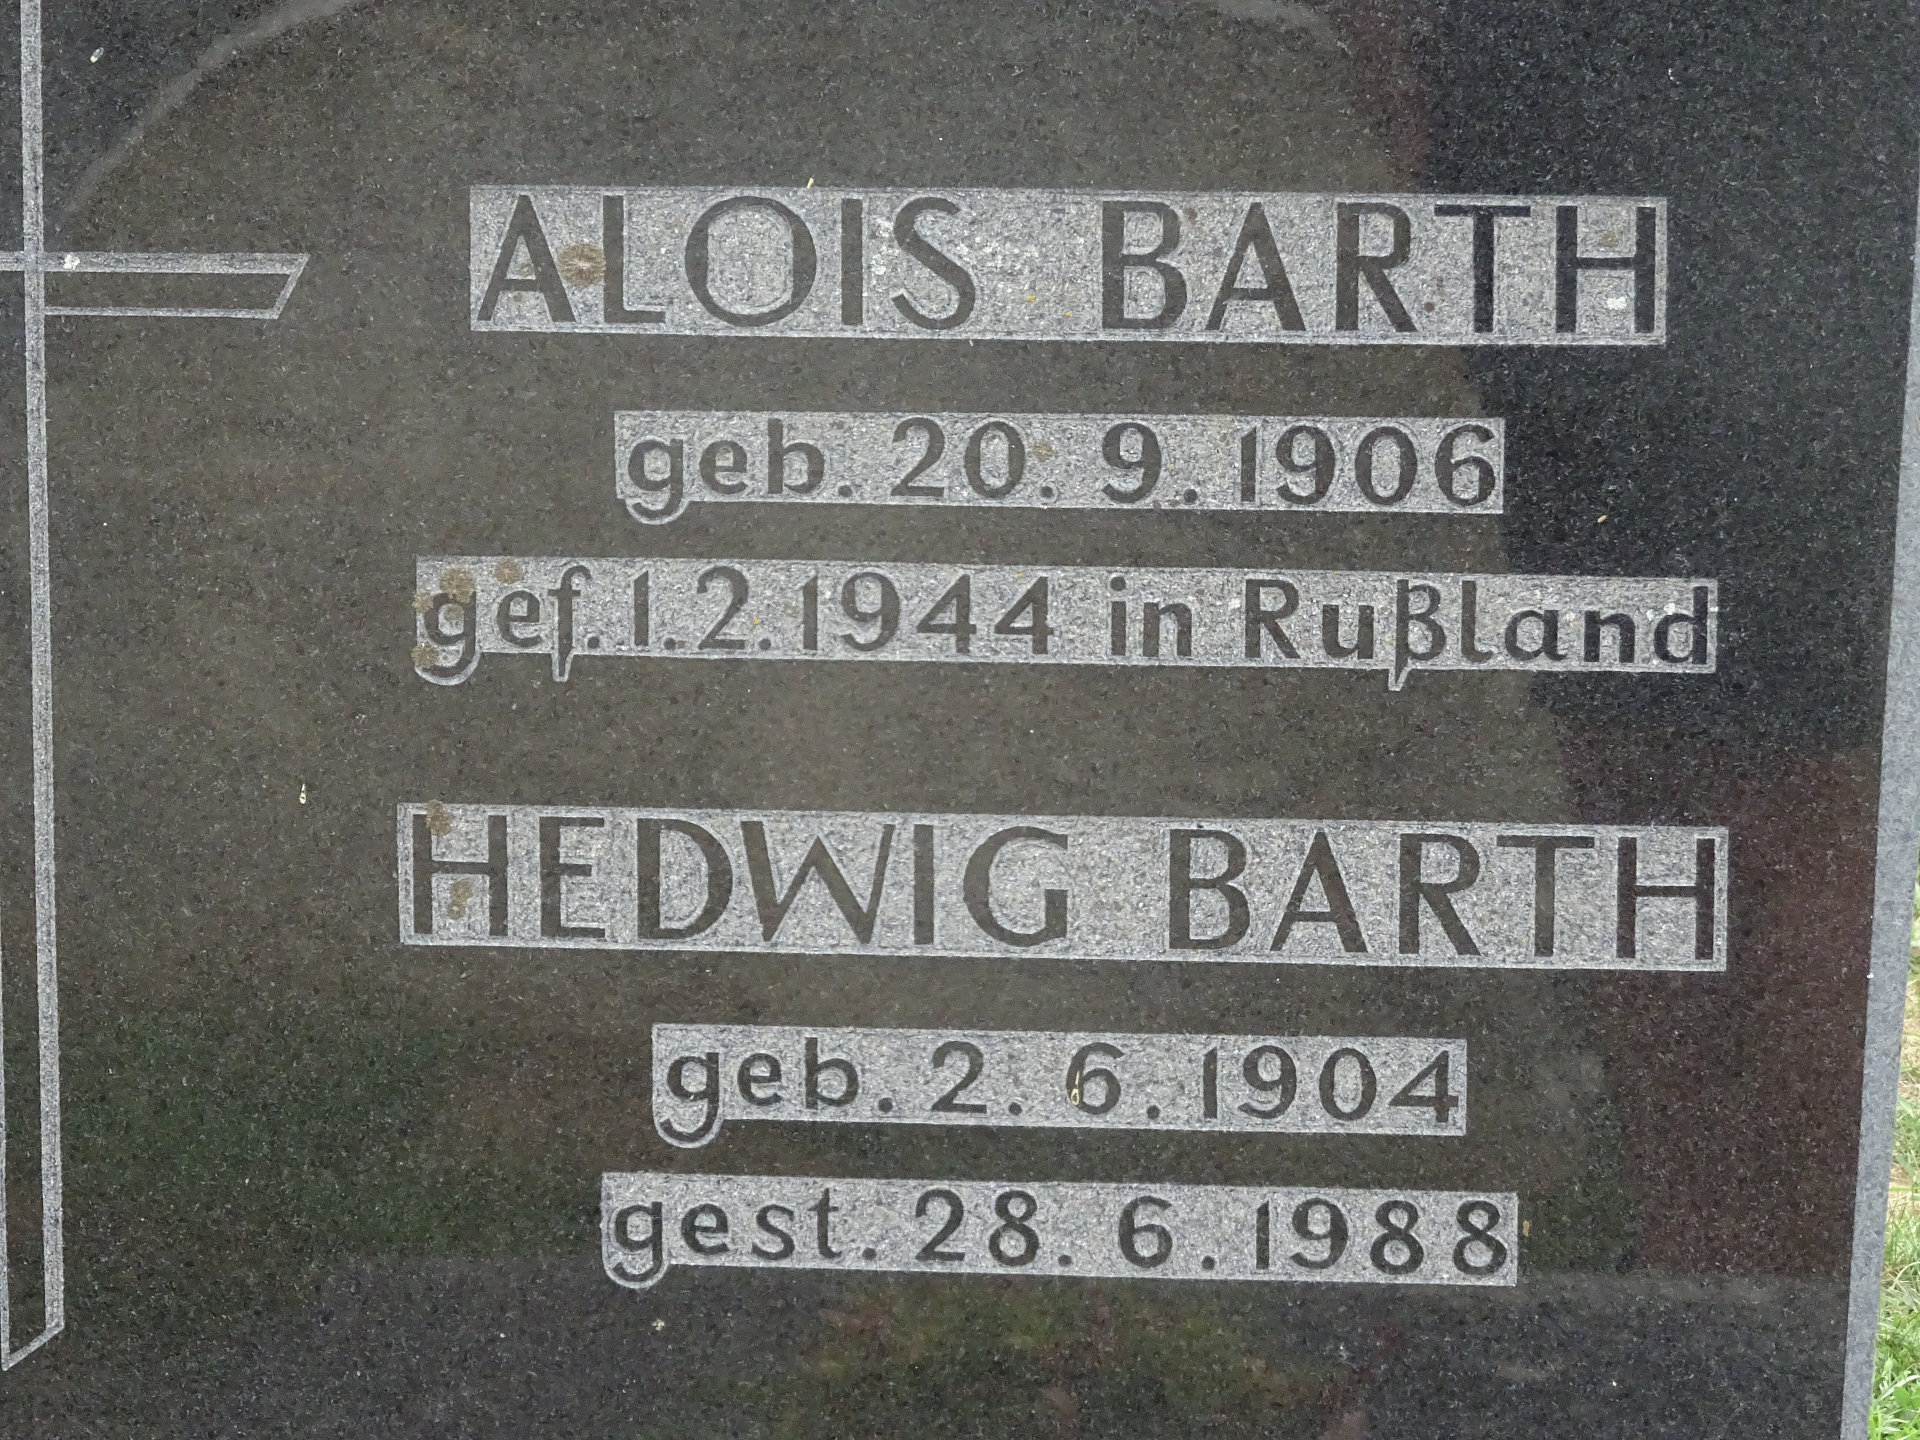 ALOIS BARTH
geb. 20. 9. 1906
gef. 1. 2. 1944 in Rußland
HEDWIG BARTH
geb. 2. 6. 1904
gest. 28. 6. 1988